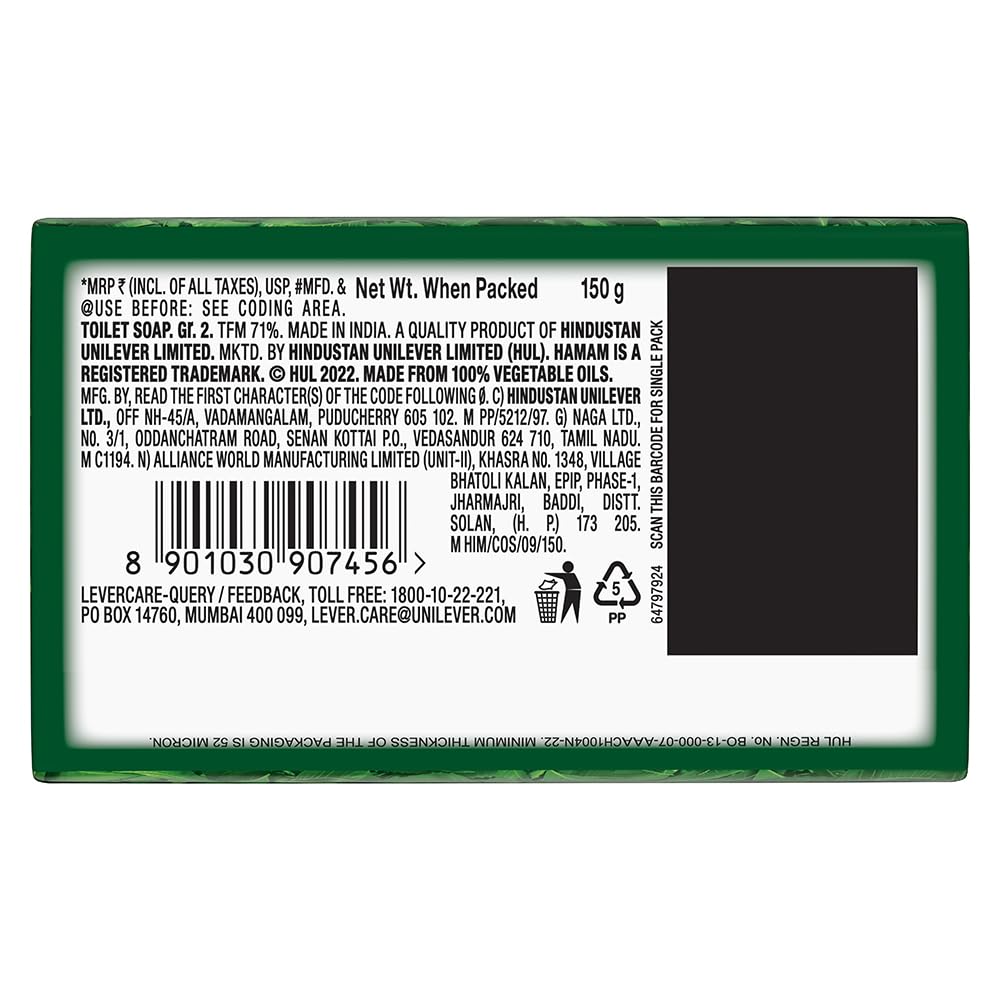 *MRP ₹ (INCL. OF ALL TAXES), USP, #MFD. & Net Wt. When Packed 150 g
@USE BEFORE: SEE CODING AREA.
TOILET SOAP. Gr. 2. TFM 71%. MADE IN INDIA. A QUALITY PRODUCT OF HINDUSTAN
UNILEVER LIMITED. MKTD. BY HINDUSTAN UNILEVER LIMITED (HUL). HAMAM IS A
REGISTERED TRADEMARK. © HUL 2022. MADE FROM 100% VEGETABLE OILS.
MFG. BY, READ THE FIRST CHARACTER(S) OF THE CODE FOLLOWING Ø. C) HINDUSTAN UNILEVER
LTD., OFF NH-45/A, VADAMANGALAM, PUDUCHERRY 605 102. M PP/5212/97. G) NAGA LTD.,
No. 3/1, ODDANCHATRAM ROAD, SENAN KOTTAI P.O., VEDASANDUR 624 710, TAMIL NADU.
M C1194. N) ALLIANCE WORLD MANUFACTURING LIMITED (UNIT-II), KHASRA No. 1348, VILLAGE
BHATOLI KALAN, EPIP, PHASE-1,
JHARMAJRI, BADDI, DISTT.
SOLAN, (H. P.) 173 205.
M HIM/COS/09/150.
8 901030 907456 >
LEVERCARE-QUERY / FEEDBACK, TOLL FREE: 1800-10-22-221,
PO BOX 14760, MUMBAI 400 099, LEVER.CARE@UNILEVER.COM
5
PP
64797924 SCAN THIS BARCODE FOR SINGLE PACK
HUL REGN. No. BO-13-000-07-AAACH1004N-22. MINIMUM THICKNESS OF THE PACKAGING IS 52 MICRON.